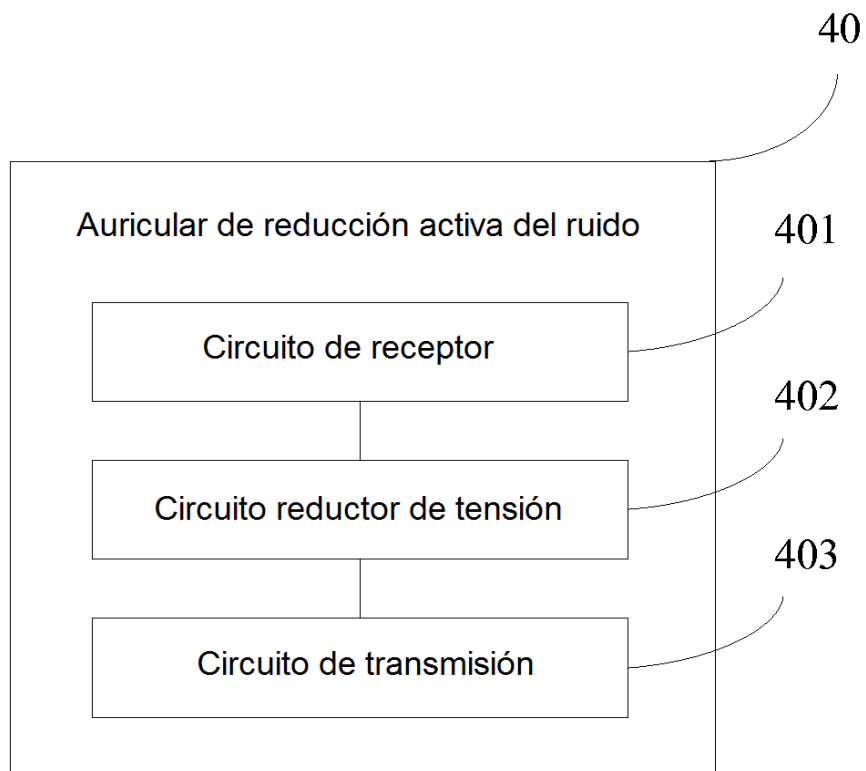 40
Auricular de reducción activa del ruido
401
Circuito de receptor
402
Circuito reductor de tensión
403
Circuito de transmisión